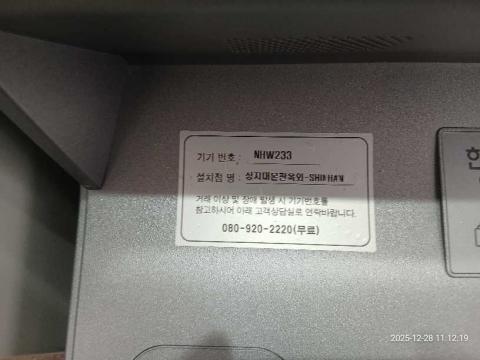 기기 번호 : NHW233
설치점 명 : 성지대본관옥외-SHINHAN
거래 이상 및 장애 발생 시 기기번호를
참고하시어 아래 고객상담실로 연락바랍니다.
080-920-2220(무료)
2025-12-28 11:12:19